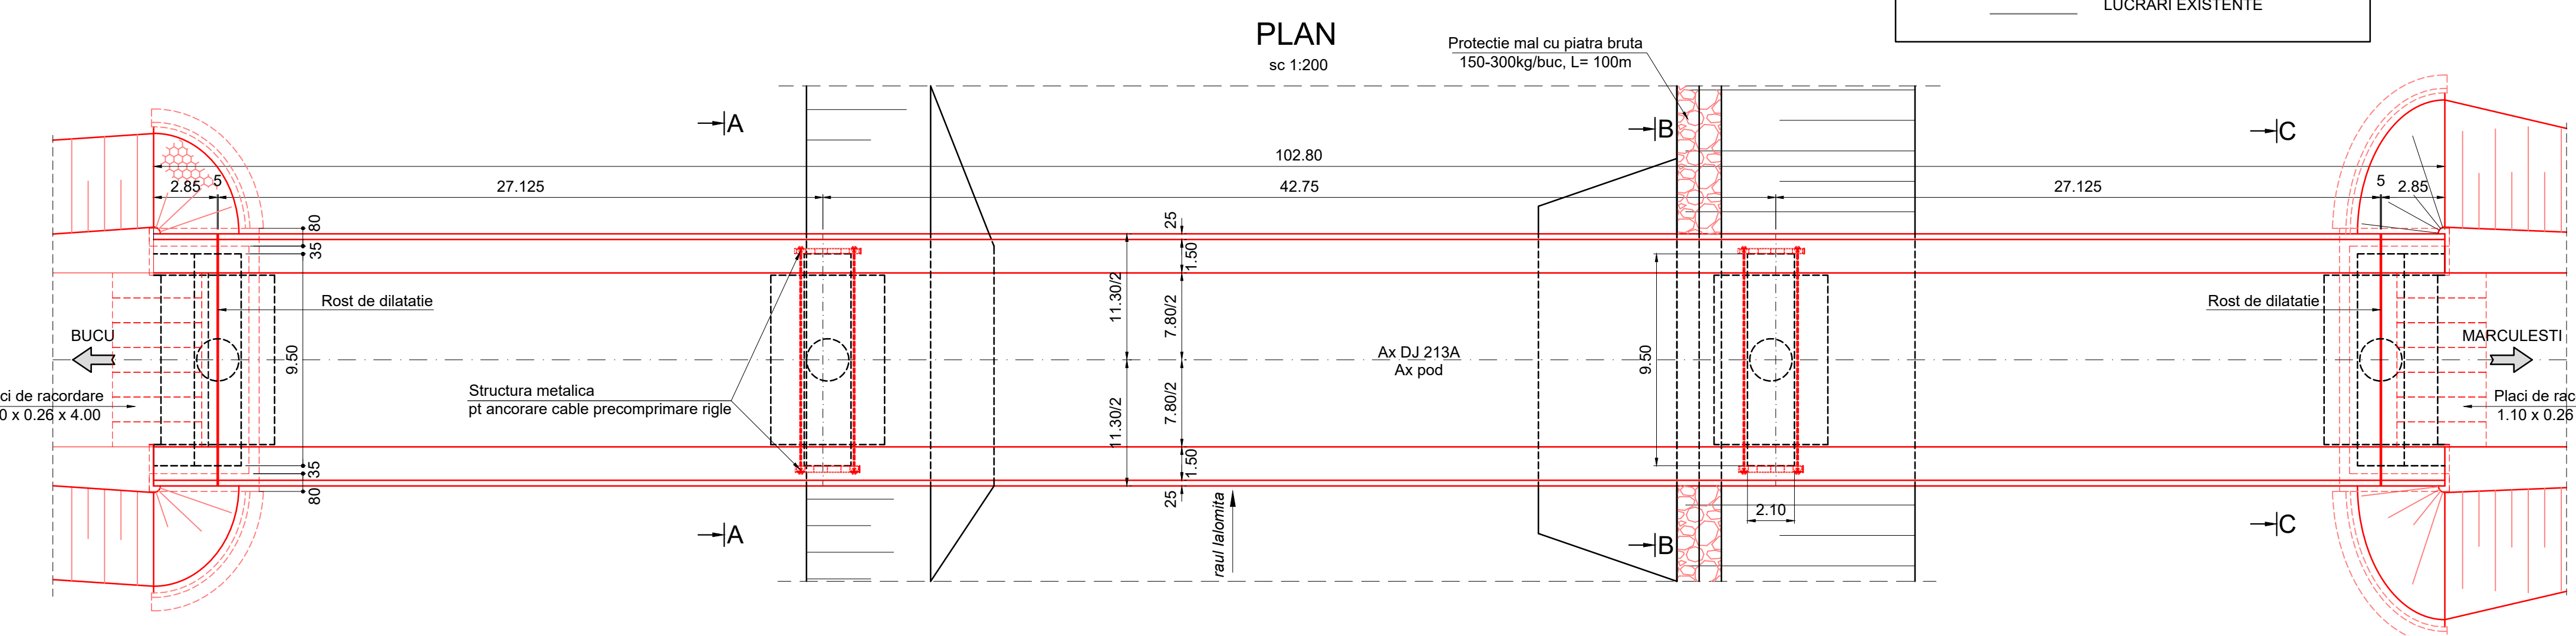 LUCRARI EXISTENTE
PLAN
sc 1:200
Protectie mal cu piatra bruta
150-300kg/buc, L= 100m
A
B
C
102.80
2.85
5
27.125
42.75
27.125
5
2.85
80
35
25
1.50
11.30/2
7.80/2
Rost de dilatatie
Rost de dilatatie
BUCU
MARCULESTI
9.50
9.50
Ax DJ 213A
Ax pod
Structura metalica
pt ancorare cable precomprimare rigle
ci de racordare
0 x 0.26 x 4.00
Placi de rac
1.10 x 0.26
11.30/2
7.80/2
35
80
1.50
25
raul Ialomita
2.10
A
B
C